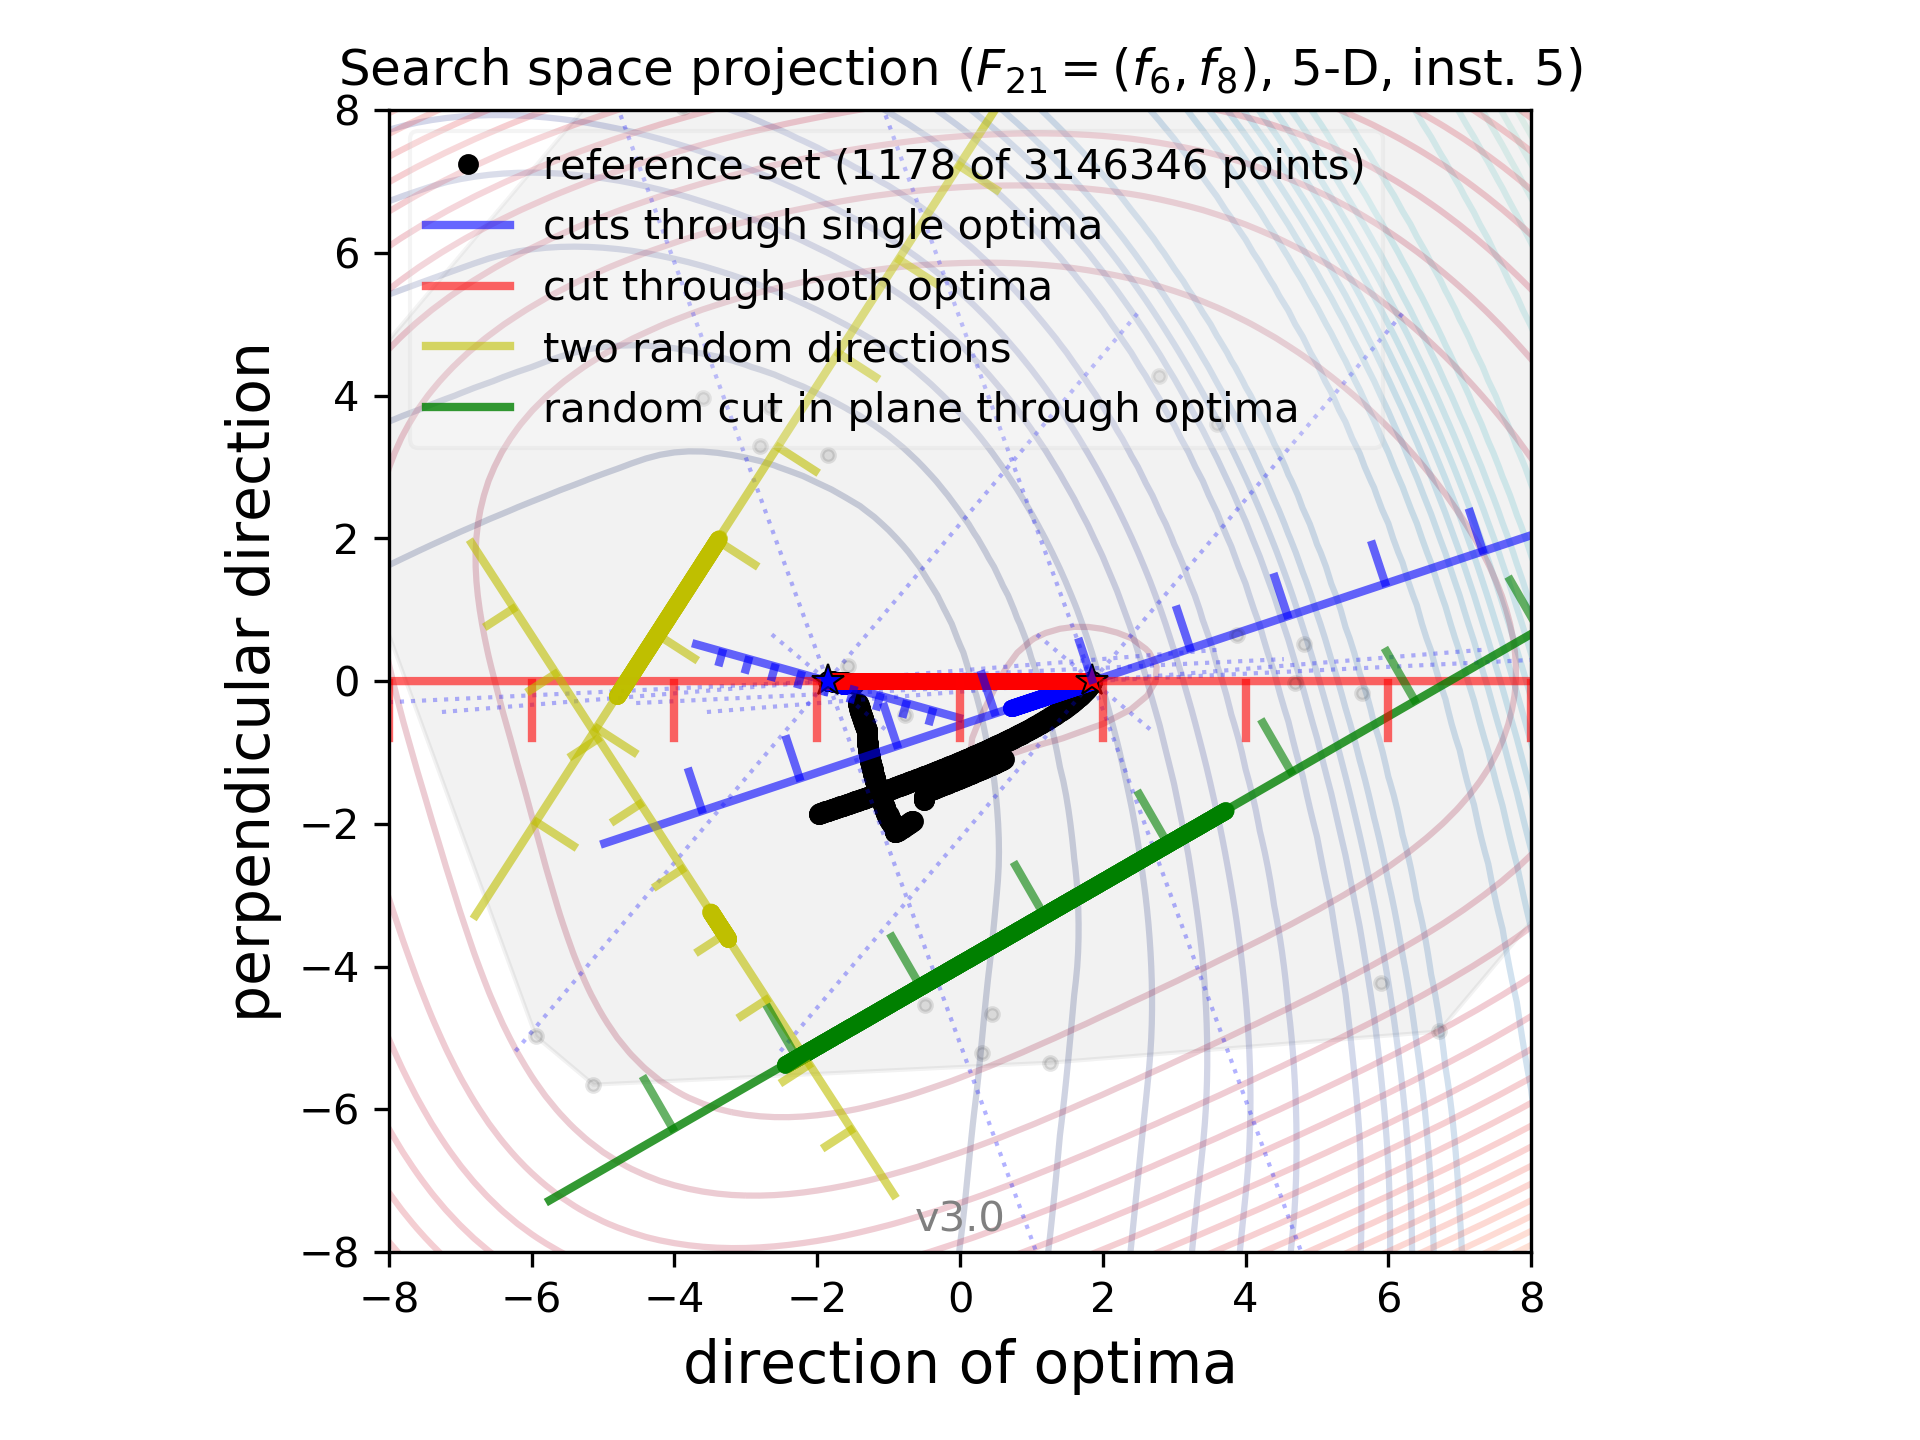 Search space projection (F21 = (f6, f8), 5-D, inst. 5)
reference set (1178 of 3146346 points)
cuts through single optima
cut through both optima
two random directions
random cut in plane through optima
perpendicular direction
8
6
4
2
0
−2
−4
−6
−8
v3.0
−8 −6 −4 −2 0 2 4 6 8
direction of optima